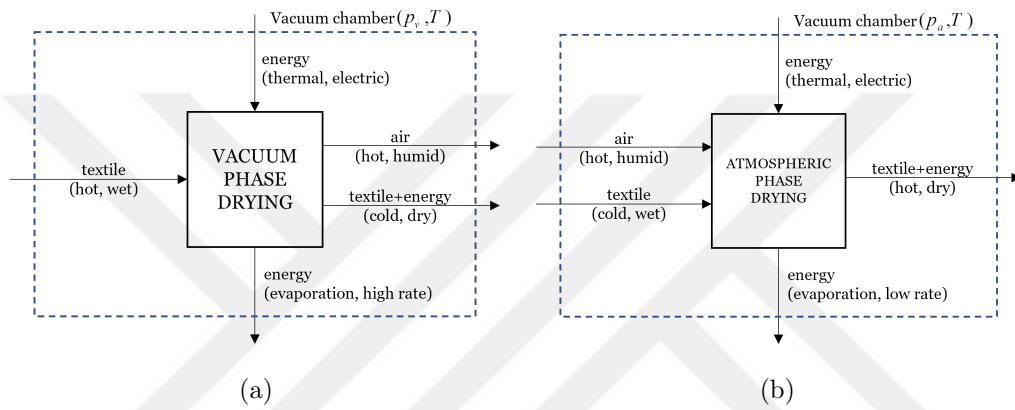 Vacuum chamber(pᵥ,T)
energy
(thermal, electric)
textile
(hot, wet)
VACUUM
PHASE
DRYING
air
(hot, humid)
textile+energy
(cold, dry)
energy
(evaporation, high rate)
(a)
Vacuum chamber(pₐ,T)
energy
(thermal, electric)
air
(hot, humid)
textile
(cold, wet)
ATMOSPHERIC
PHASE
DRYING
textile+energy
(hot, dry)
energy
(evaporation, low rate)
(b)